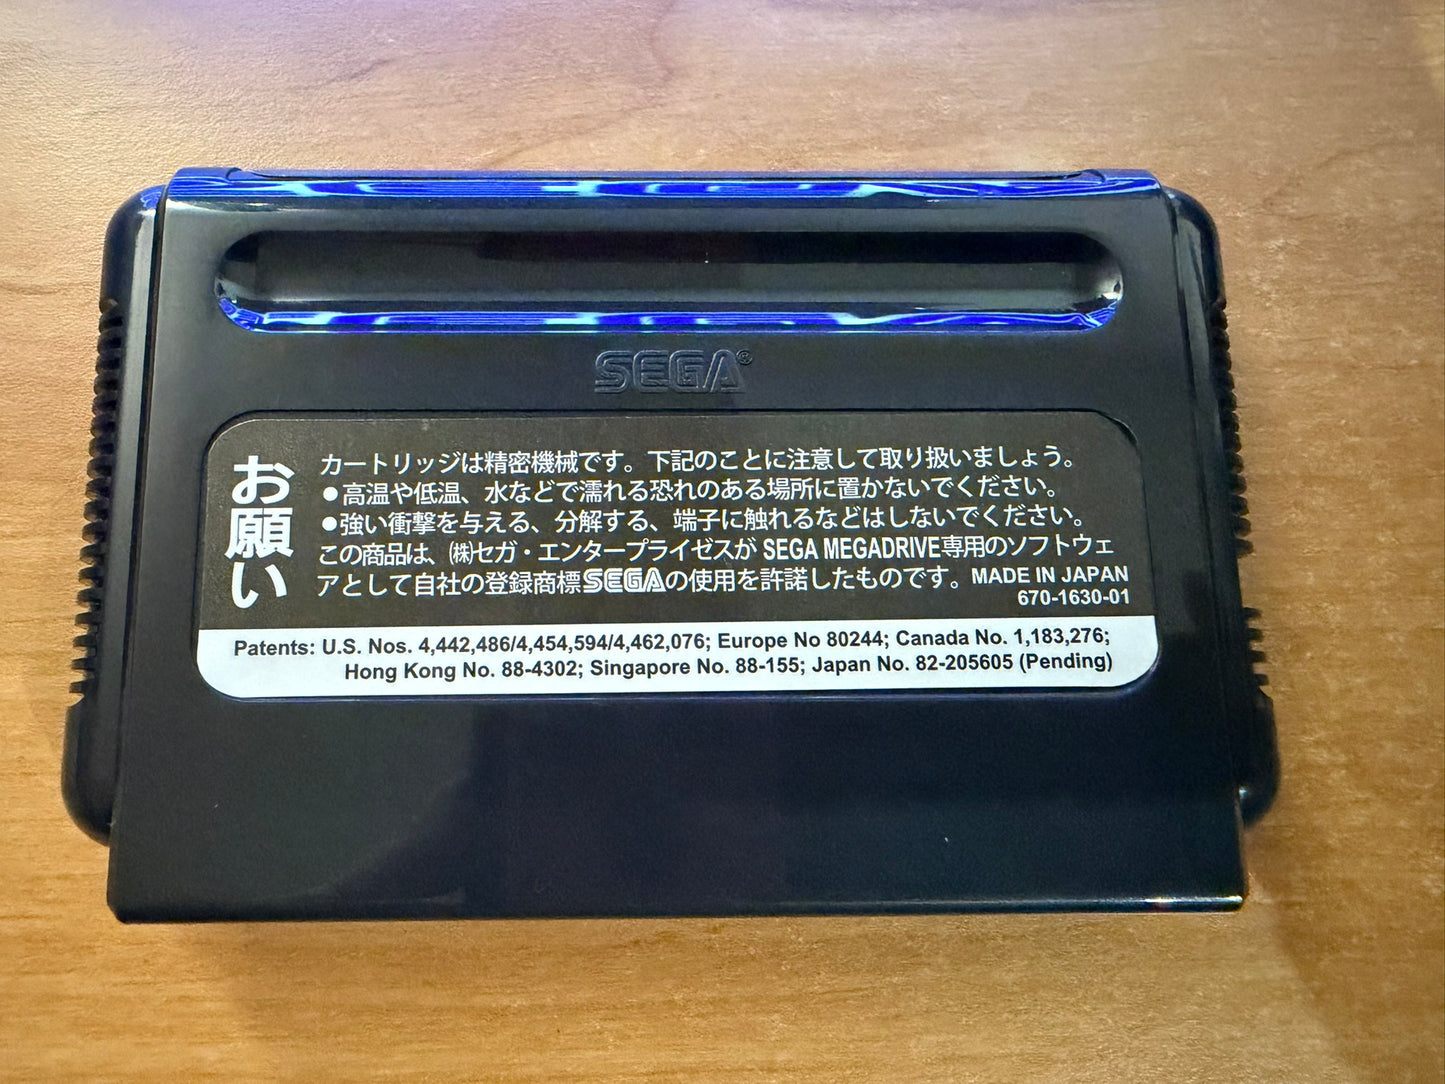 SEGA®
お願い
カートリッジは精密機械です。下記のことに注意して取り扱いましょう。
●高温や低温、水などで濡れる恐れのある場所に置かないでください。
●強い衝撃を与える、分解する、端子に触れるなどはしないでください。
この商品は、㈱セガ・エンタープライゼスが SEGA MEGADRIVE専用のソフトウェ
アとして自社の登録商標SEGAの使用を許諾したものです。MADE IN JAPAN
670-1630-01
Patents: U.S. Nos. 4,442,486/4,454,594/4,462,076; Europe No 80244; Canada No. 1,183,276;
Hong Kong No. 88-4302; Singapore No. 88-155; Japan No. 82-205605 (Pending)